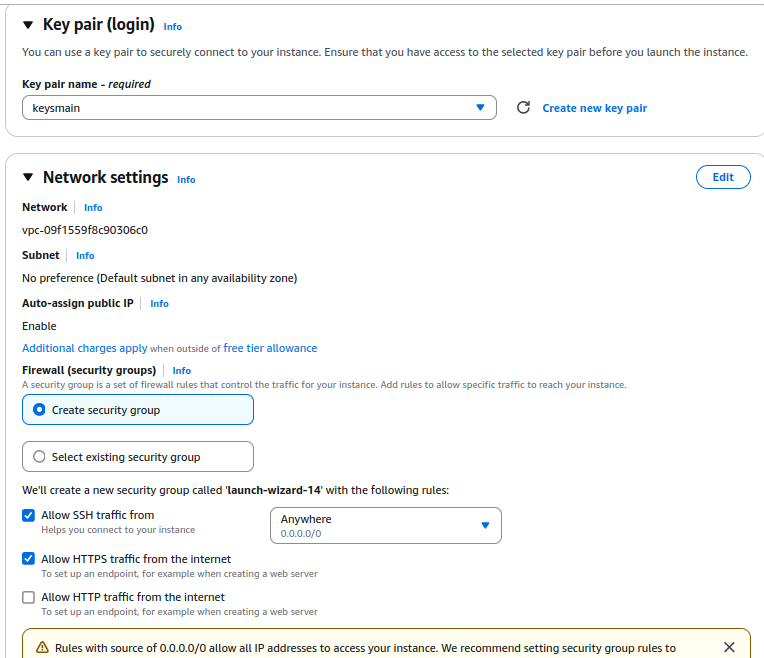 Key pair (login) Info
You can use a key pair to securely connect to your instance. Ensure that you have access to the selected key pair before you launch the instance.
Key pair name - required
keysmain
Create new key pair
Network settings Info
Edit
Network Info
vpc-09f1559f8c90306c0
Subnet Info
No preference (Default subnet in any availability zone)
Auto-assign public IP Info
Enable
Additional charges apply when outside of free tier allowance
Firewall (security groups) Info
A security group is a set of firewall rules that control the traffic for your instance. Add rules to allow specific traffic to reach your instance.
Create security group
Select existing security group
We'll create a new security group called 'launch-wizard-14' with the following rules:
Allow SSH traffic from
Helps you connect to your instance
Anywhere
0.0.0.0/0
Allow HTTPS traffic from the internet
To set up an endpoint, for example when creating a web server
Allow HTTP traffic from the internet
To set up an endpoint, for example when creating a web server
Rules with source of 0.0.0.0/0 allow all IP addresses to access your instance. We recommend setting security group rules to